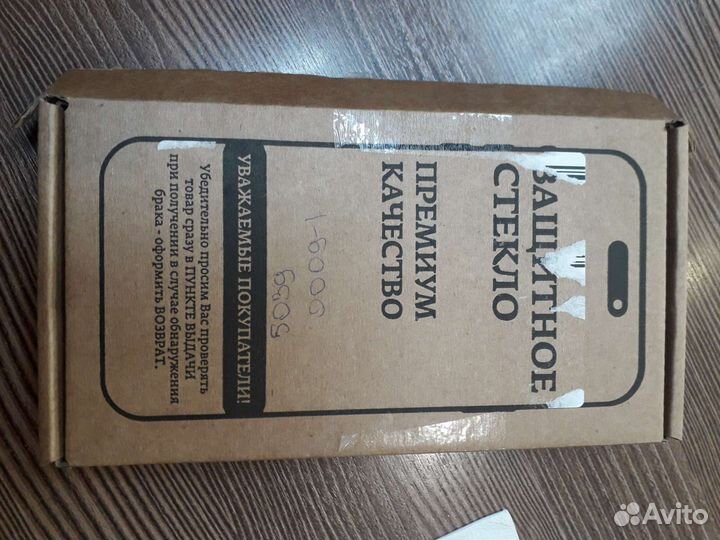 ЗАЩИТНОЕ
СТЕКЛО
ПРЕМИУМ
КАЧЕСТВО
УВАЖАЕМЫЕ ПОКУПАТЕЛИ!
Убедительно просим Вас проверять
товар сразу в ПУНКТЕ ВЫДАЧИ
при получении в случае обнаружения
брака - оформить ВОЗВРАТ.
Avito